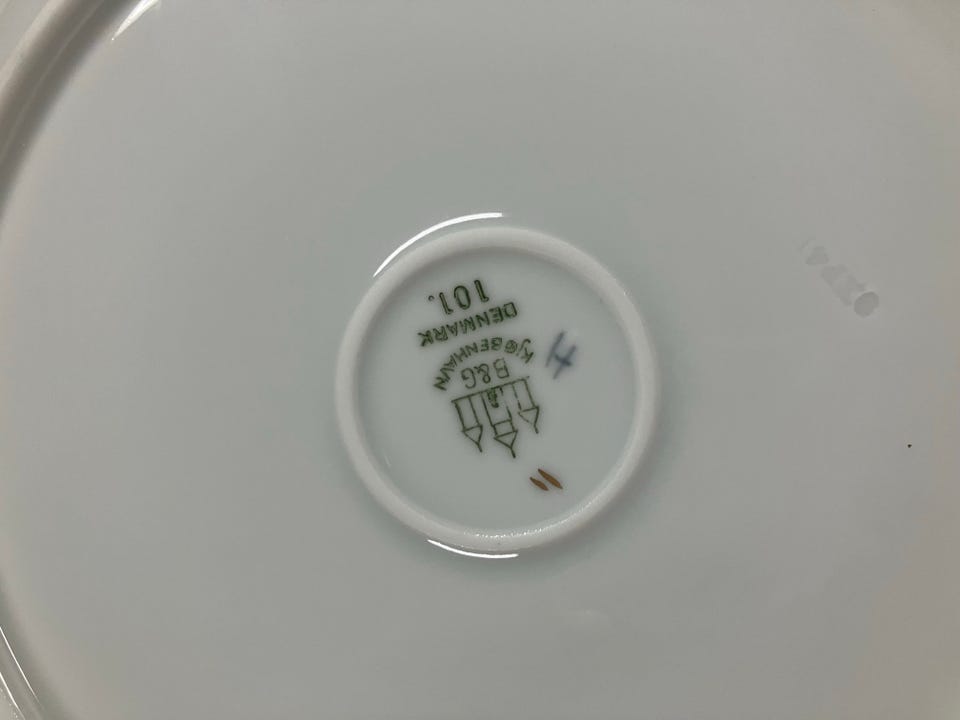 B&G
KJØBENHAVN
DENMARK
101.